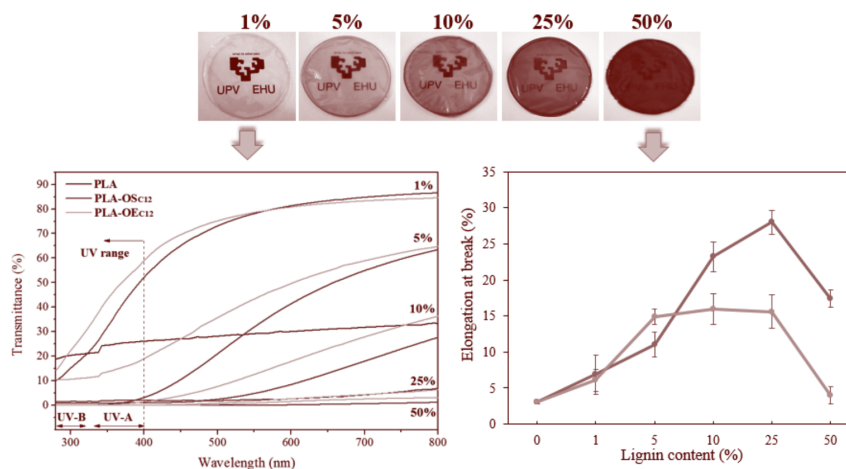 1% 5% 10% 25% 50%
UPV EHU UPV EHU UPV EHU UPV EHU UPV EHU
90
80
70
60
50
40
30
20
10
0
Transmittance (%)
PLA
PLA-OSC12
PLA-OEC12
UV range
1%
5%
10%
25%
50%
UV-B UV-A
300 400 500 600 700 800
Wavelength (nm)
35
30
25
20
15
10
5
0
Elongation at break (%)
0 1 5 10 25 50
Lignin content (%)